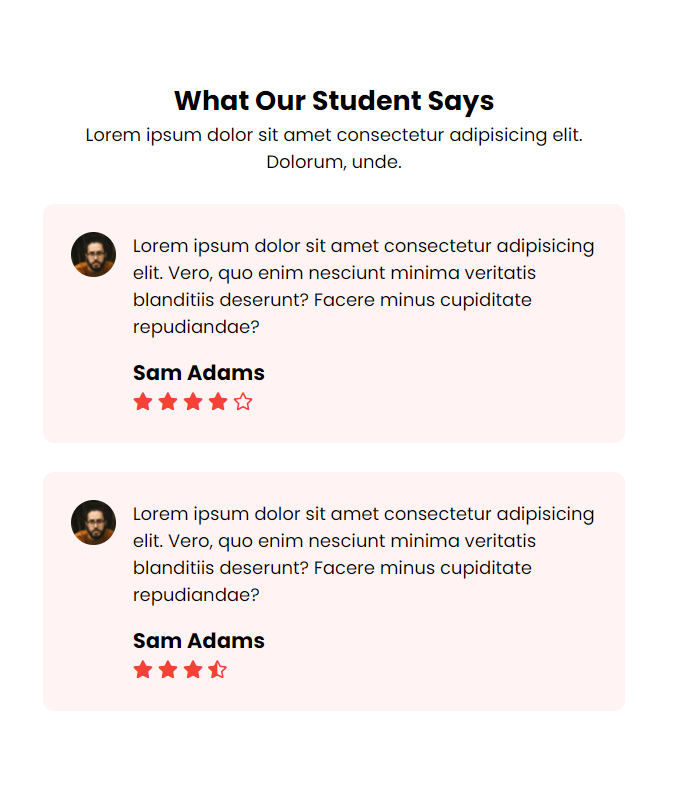 What Our Student Says
Lorem ipsum dolor sit amet consectetur adipisicing elit.
Dolorum, unde.
Lorem ipsum dolor sit amet consectetur adipisicing
elit. Vero, quo enim nesciunt minima veritatis
blanditiis deserunt? Facere minus cupiditate
repudiandae?
Sam Adams
Lorem ipsum dolor sit amet consectetur adipisicing
elit. Vero, quo enim nesciunt minima veritatis
blanditiis deserunt? Facere minus cupiditate
repudiandae?
Sam Adams